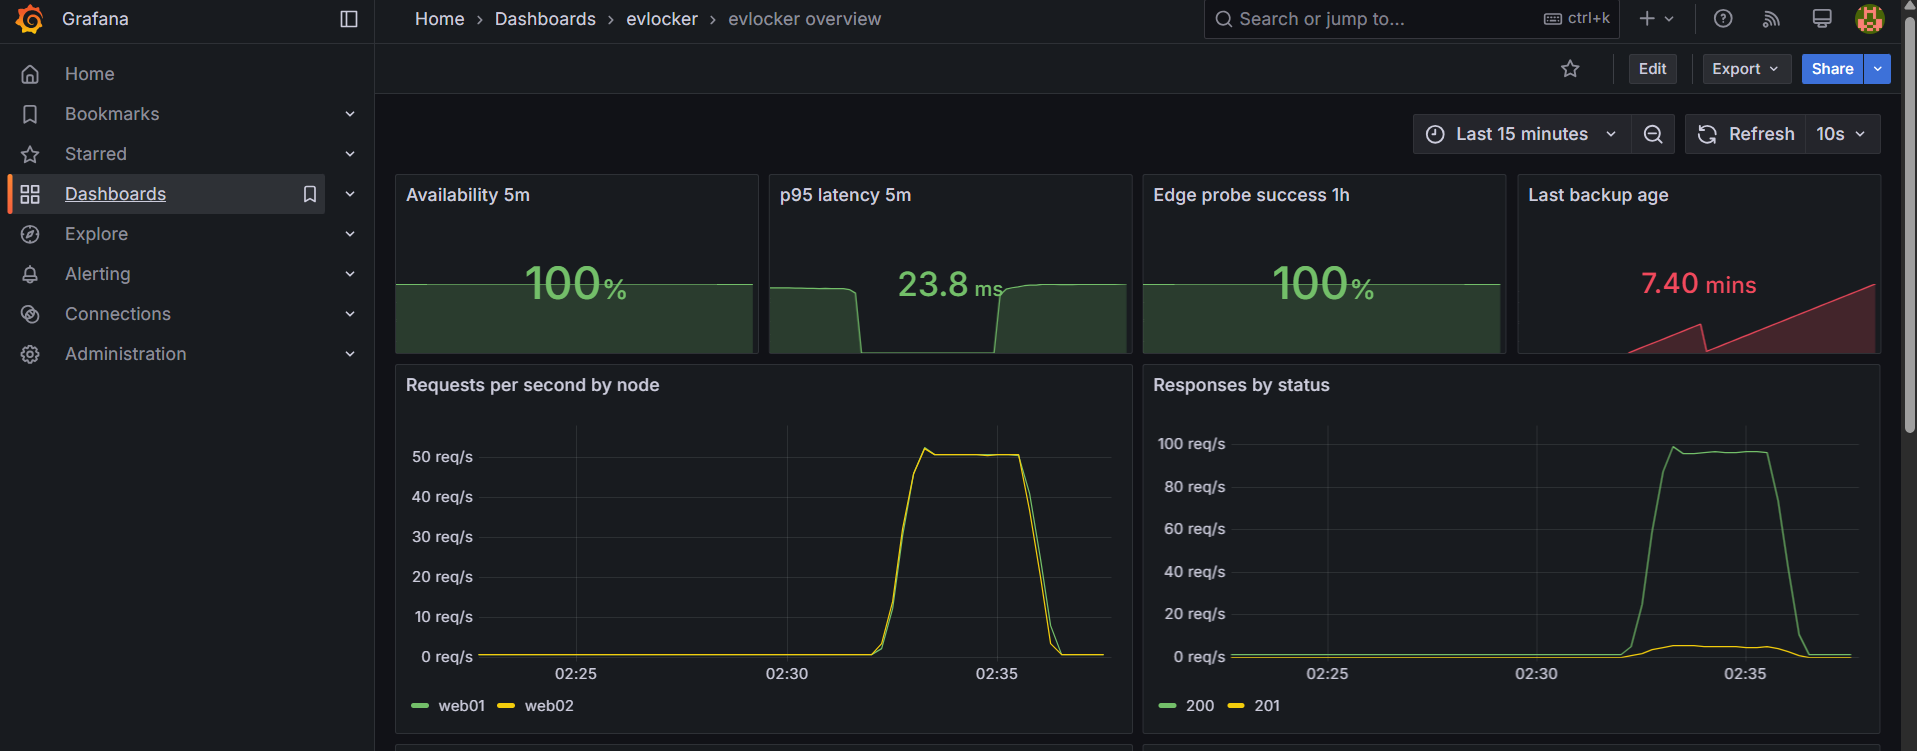 Grafana
Home › Dashboards › evlocker › evlocker overview
Search or jump to...
ctrl+k
Home
Bookmarks
Starred
Dashboards
Explore
Alerting
Connections
Administration
Edit
Export
Share
Last 15 minutes
Refresh
10s
Availability 5m
100%
p95 latency 5m
23.8 ms
Edge probe success 1h
100%
Last backup age
7.40 mins
Requests per second by node
50 req/s
40 req/s
30 req/s
20 req/s
10 req/s
0 req/s
02:25
02:30
02:35
web01
web02
Responses by status
100 req/s
80 req/s
60 req/s
40 req/s
20 req/s
0 req/s
02:25
02:30
02:35
200
201